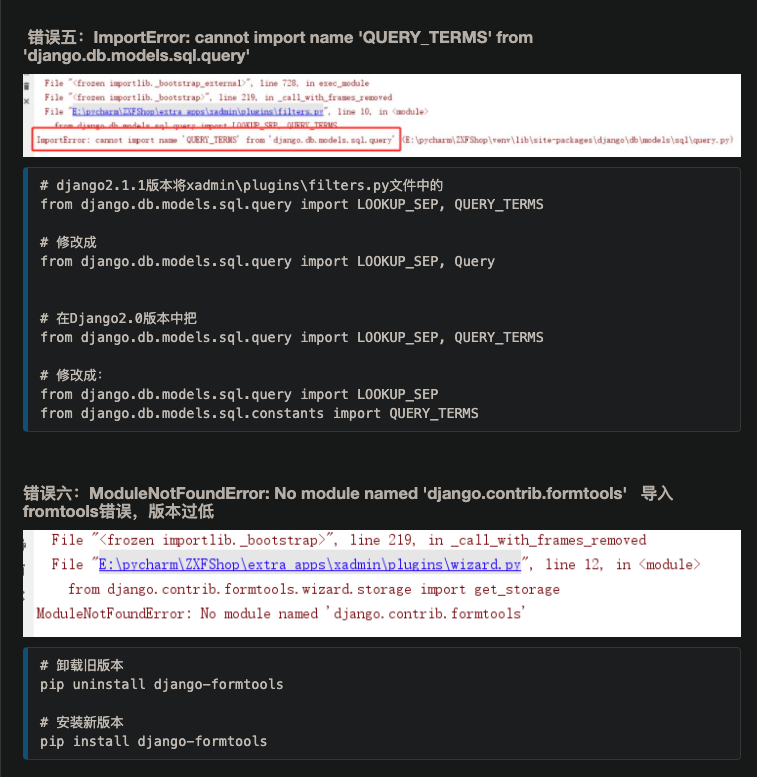 错误五：ImportError: cannot import name 'QUERY_TERMS' from
'django.db.models.sql.query'
File "<frozen importlib._bootstrap_external>", line 728, in exec_module
File "<frozen importlib._bootstrap>", line 219, in _call_with_frames_removed
File "E:\pycharm\ZXFShop\extra_apps\xadmin\plugins\filters.py", line 10, in <module>
from django.db.models.sql.query import LOOKUP_SEP, QUERY_TERMS
ImportError: cannot import name 'QUERY_TERMS' from 'django.db.models.sql.query' (E:\pycharm\ZXFShop\venv\lib\site-packages\django\db\models\sql\query.py)
# django2.1.1版本将xadmin\plugins\filters.py文件中的
from django.db.models.sql.query import LOOKUP_SEP, QUERY_TERMS
# 修改成
from django.db.models.sql.query import LOOKUP_SEP, Query
# 在Django2.0版本中把
from django.db.models.sql.query import LOOKUP_SEP, QUERY_TERMS
# 修改成：
from django.db.models.sql.query import LOOKUP_SEP
from django.db.models.sql.constants import QUERY_TERMS
错误六：ModuleNotFoundError: No module named 'django.contrib.formtools' 导入
fromtools错误，版本过低
File "<frozen importlib._bootstrap>", line 219, in _call_with_frames_removed
File "E:\pycharm\ZXFShop\extra_apps\xadmin\plugins\wizard.py", line 12, in <module>
from django.contrib.formtools.wizard.storage import get_storage
ModuleNotFoundError: No module named 'django.contrib.formtools'
# 卸载旧版本
pip uninstall django-formtools
# 安装新版本
pip install django-formtools